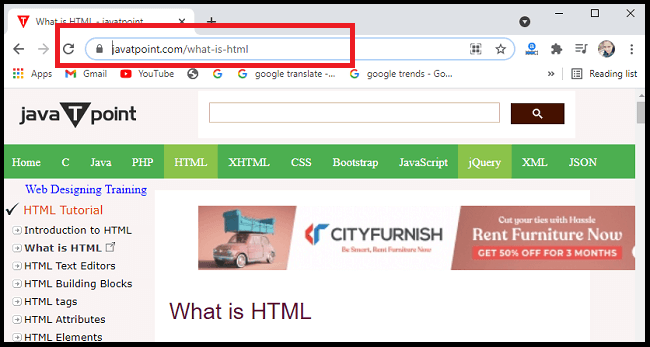 What is HTML - javatpoint
javatpoint.com/what-is-html
Apps Gmail YouTube google translate -... google trends - Go... » Reading list
javaTpoint
Home C Java PHP HTML XHTML CSS Bootstrap JavaScript jQuery XML JSON
Web Designing Training
HTML Tutorial
Introduction to HTML
What is HTML
HTML Text Editors
HTML Building Blocks
HTML tags
HTML Attributes
HTML Elements
CITYFURNISH
Be Smart, Rent Furniture.
Cut your ties with Hassle
Rent Furniture Now
GET 50% OFF FOR 3 MONTHS
What is HTML